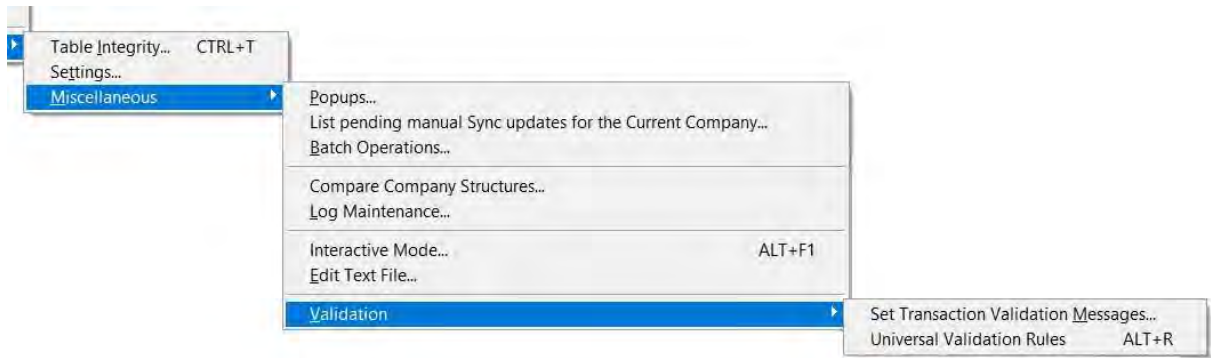 Table Integrity... CTRL+T
Settings...
Miscellaneous
Popups...
List pending manual Sync updates for the Current Company...
Batch Operations...
Compare Company Structures...
Log Maintenance...
Interactive Mode... ALT+F1
Edit Text File...
Validation
Set Transaction Validation Messages...
Universal Validation Rules ALT+R